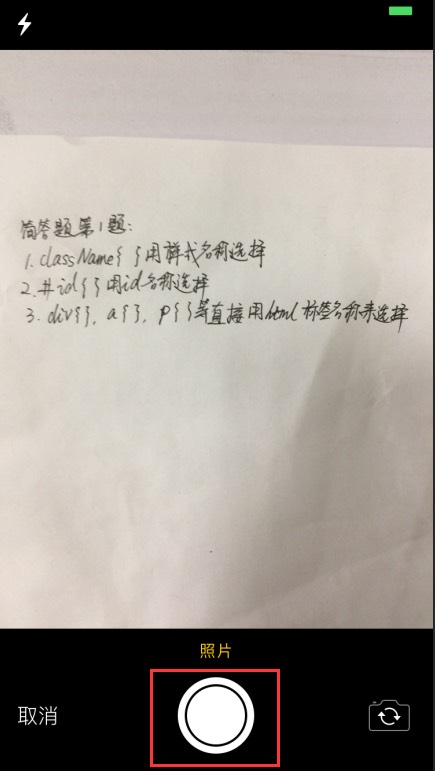 简答题第1题:
1. className{ }用样式名称选择
2. #id{ }用id名称选择
3. div{ }, a{ }, p{ }等直接用html标签名称来选择
照片
取消